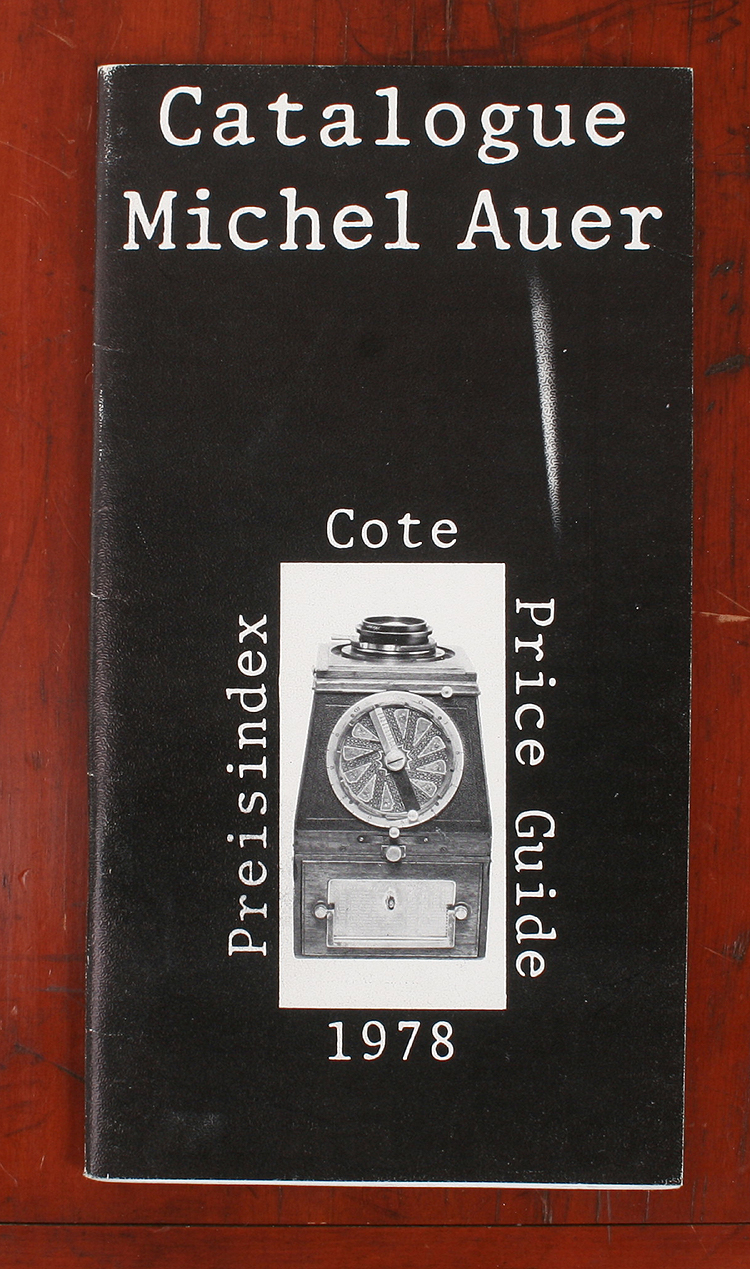 Catalogue
Michel Auer
Cote
Preisindex
Price Guide
1978